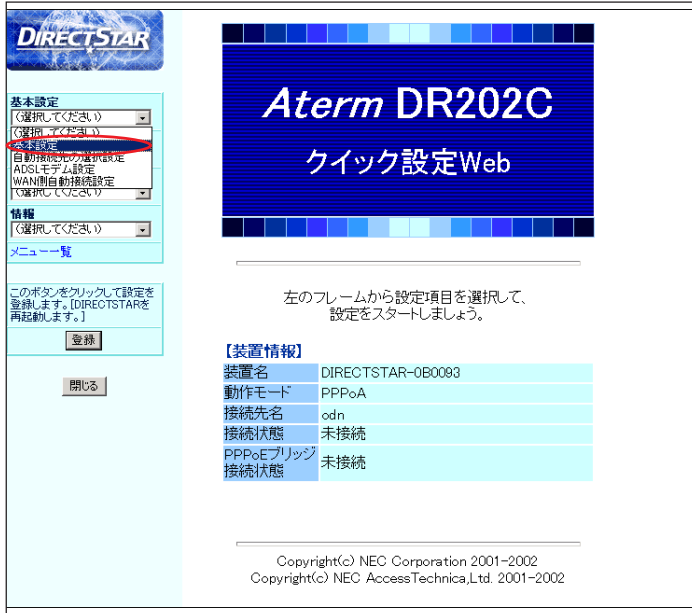 DIRECTSTAR
基本設定
(選択してください)
(選択してください)
基本設定
自動接続先の選択設定
ADSLモデム設定
WAN側自動接続設定
(選択してください)
情報
(選択してください)
メニュー一覧
このボタンをクリックして設定を
登録します。[DIRECTSTARを
再起動します。]
登録
閉じる
Aterm DR202C
クイック設定Web
左のフレームから設定項目を選択して、
設定をスタートしましょう。
【装置情報】
装置名 DIRECTSTAR-0B0093
動作モード PPPoA
接続先名 odn
接続状態 未接続
PPPoEブリッジ
接続状態 未接続
Copyright(c) NEC Corporation 2001-2002
Copyright(c) NEC AccessTechnica,Ltd. 2001-2002